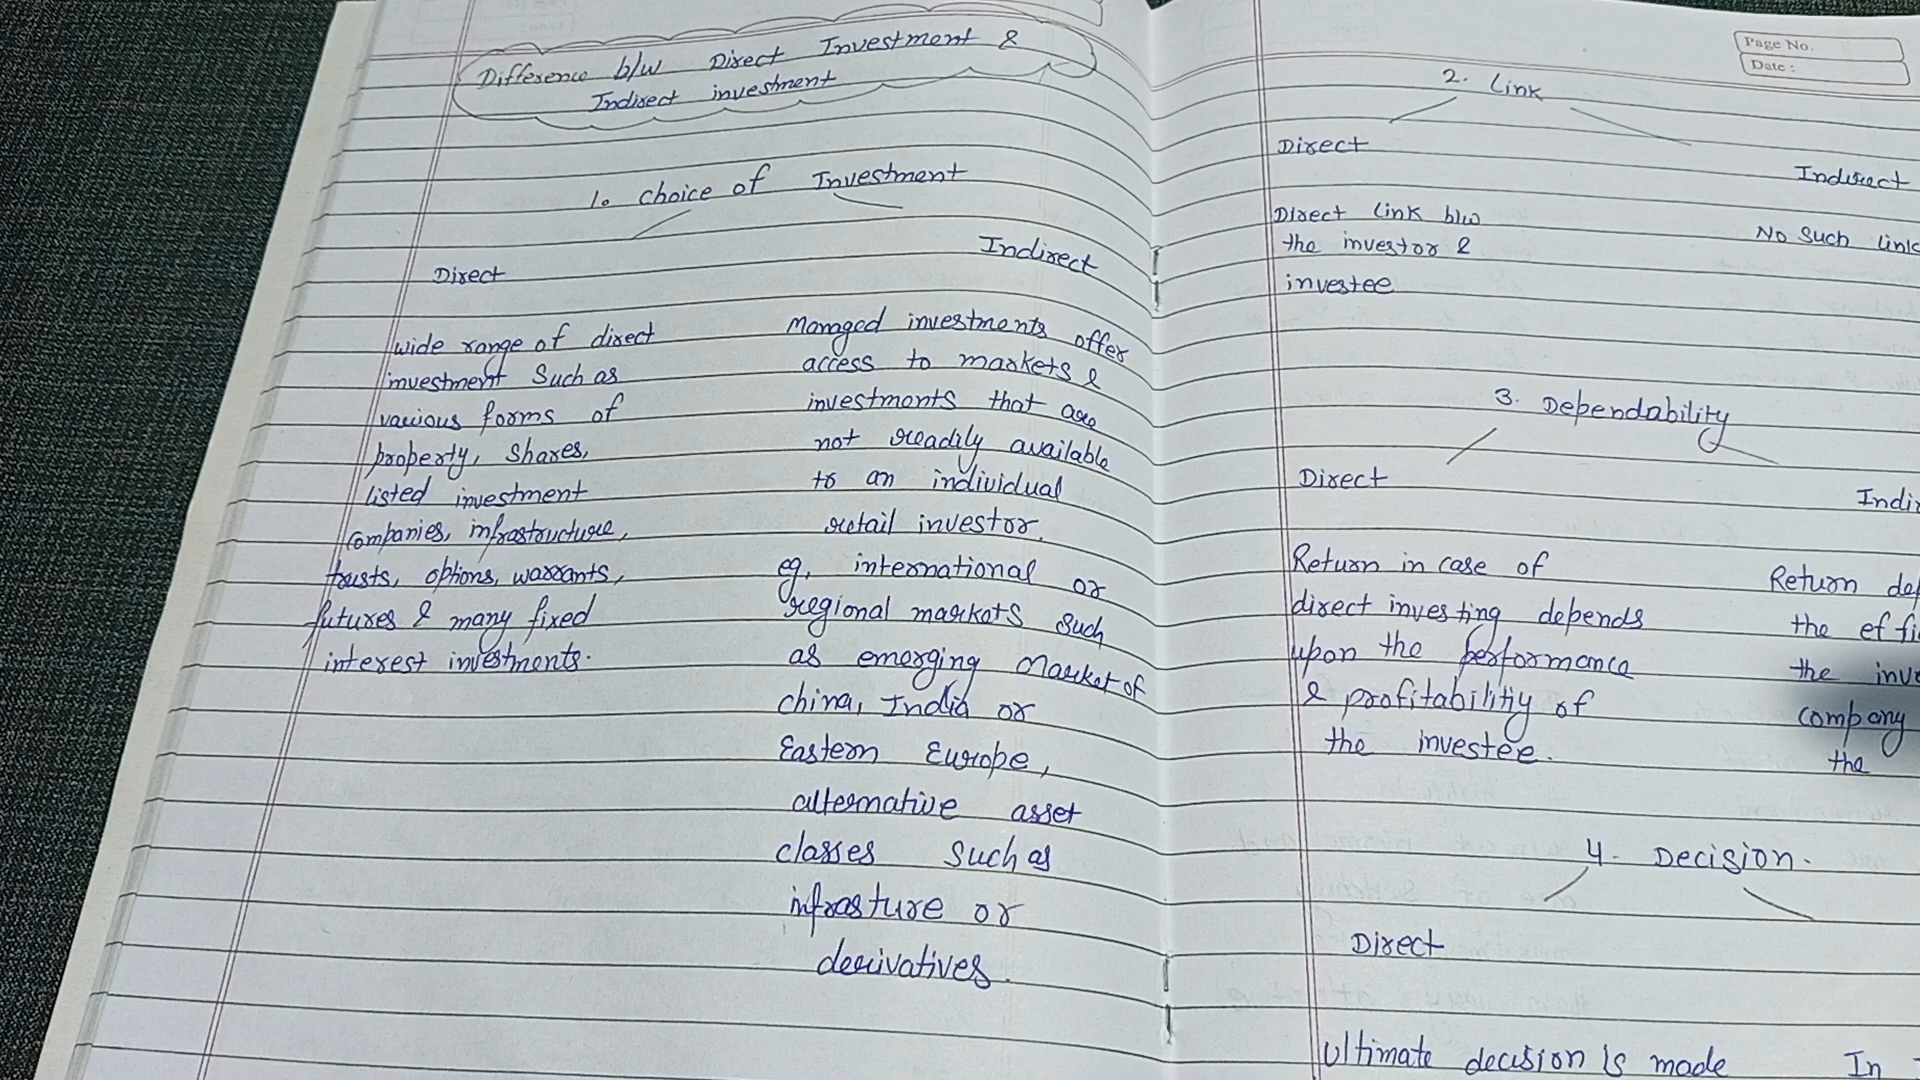 Difference b/w Direct Investment &
Indirect investment
1. Choice of Investment
Direct
wide range of direct
investment Such as
various forms of
property, Shares,
listed investment
companies, infrastructure,
trusts, options, warrants,
futures & many fixed
interest investments.
Indirect
Managed investments offer
access to markets &
investments that are
not readily available
to an individual
retail investor.
eg, international or
regional markets such
as emerging market of
china, India or
Eastern Europe,
alternative asset
classes such as
infrasture or
derivatives.
Page No.
Date :
2. Link
Direct
Direct link b/w
the investor &
investee
Indirect
No Such link
3. Dependability
Direct
Return in case of
direct investing depends
upon the performance
& profitability of
the investee.
Indir
Return dep
the effi
the inve
company
the
4. Decision.
Direct
Ultimate decision is made
In